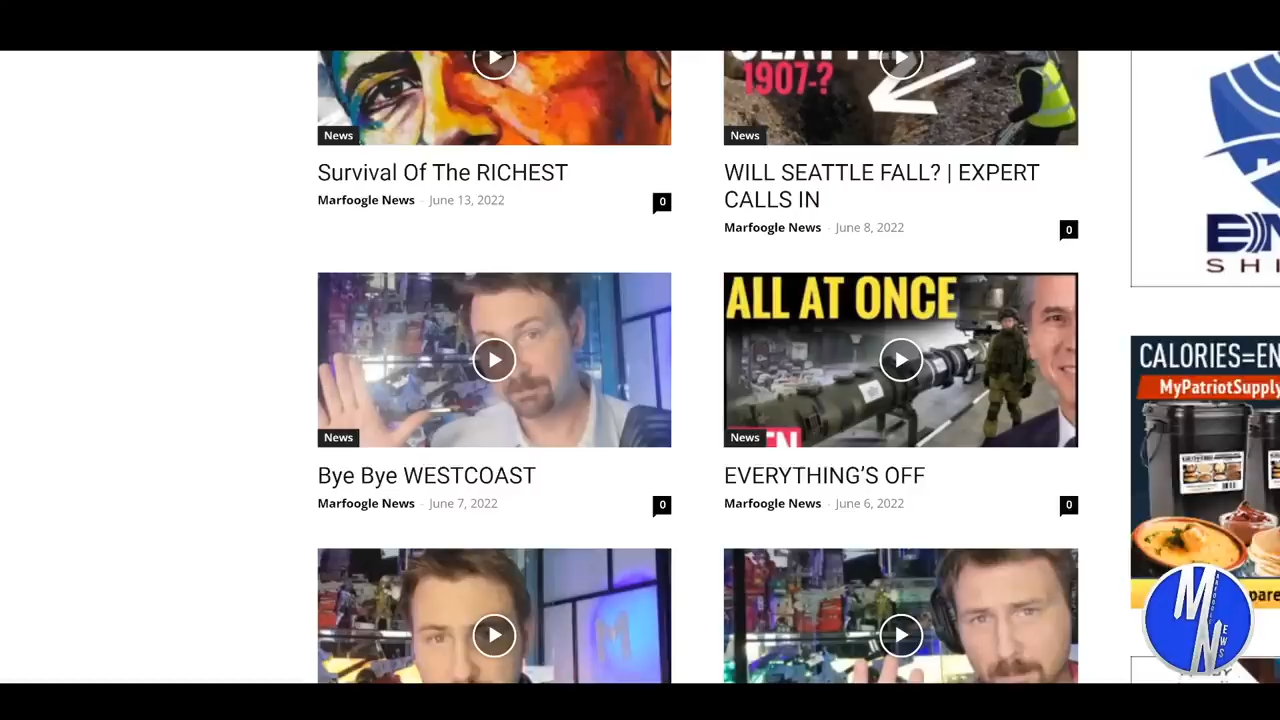 1907-?
News
News
Survival Of The RICHEST
WILL SEATTLE FALL? | EXPERT
CALLS IN
Marfoogle News - June 13, 2022
0
Marfoogle News - June 8, 2022
0
ALL AT ONCE
CALORIES=EN
MyPatriotSupply
News
News
Bye Bye WESTCOAST
EVERYTHING’S OFF
Marfoogle News - June 7, 2022
0
Marfoogle News - June 6, 2022
0
M
MN
SHI